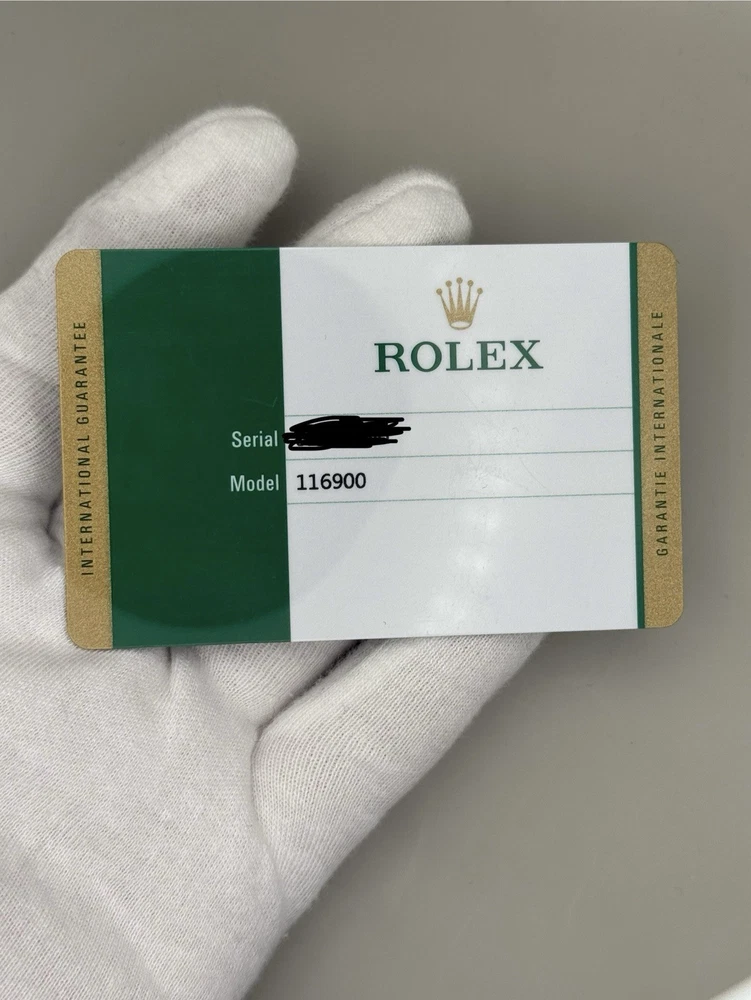 INTERNATIONAL GUARANTEE
ROLEX
Serial
Model 116900
GARANTIE INTERNATIONALE